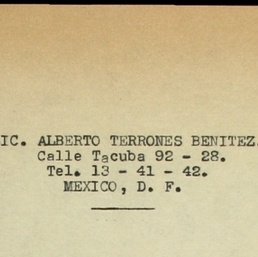 IC. ALBERTO TERRONES BENITEZ.
Calle Tacuba 92 - 28.
Tel. 13 - 41 - 42.
MEXICO, D. F.